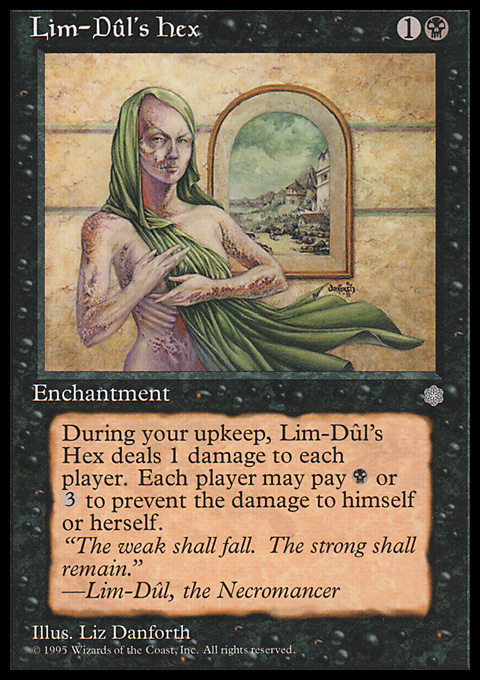 Lim-Dûl's Hex 1
danforth
Enchantment
During your upkeep, Lim-Dûl's
Hex deals 1 damage to each
player. Each player may pay or
3 to prevent the damage to himself
or herself.
"The weak shall fall. The strong shall
remain."
—Lim-Dûl, the Necromancer
Illus. Liz Danforth
© 1995 Wizards of the Coast, Inc. All rights reserved.